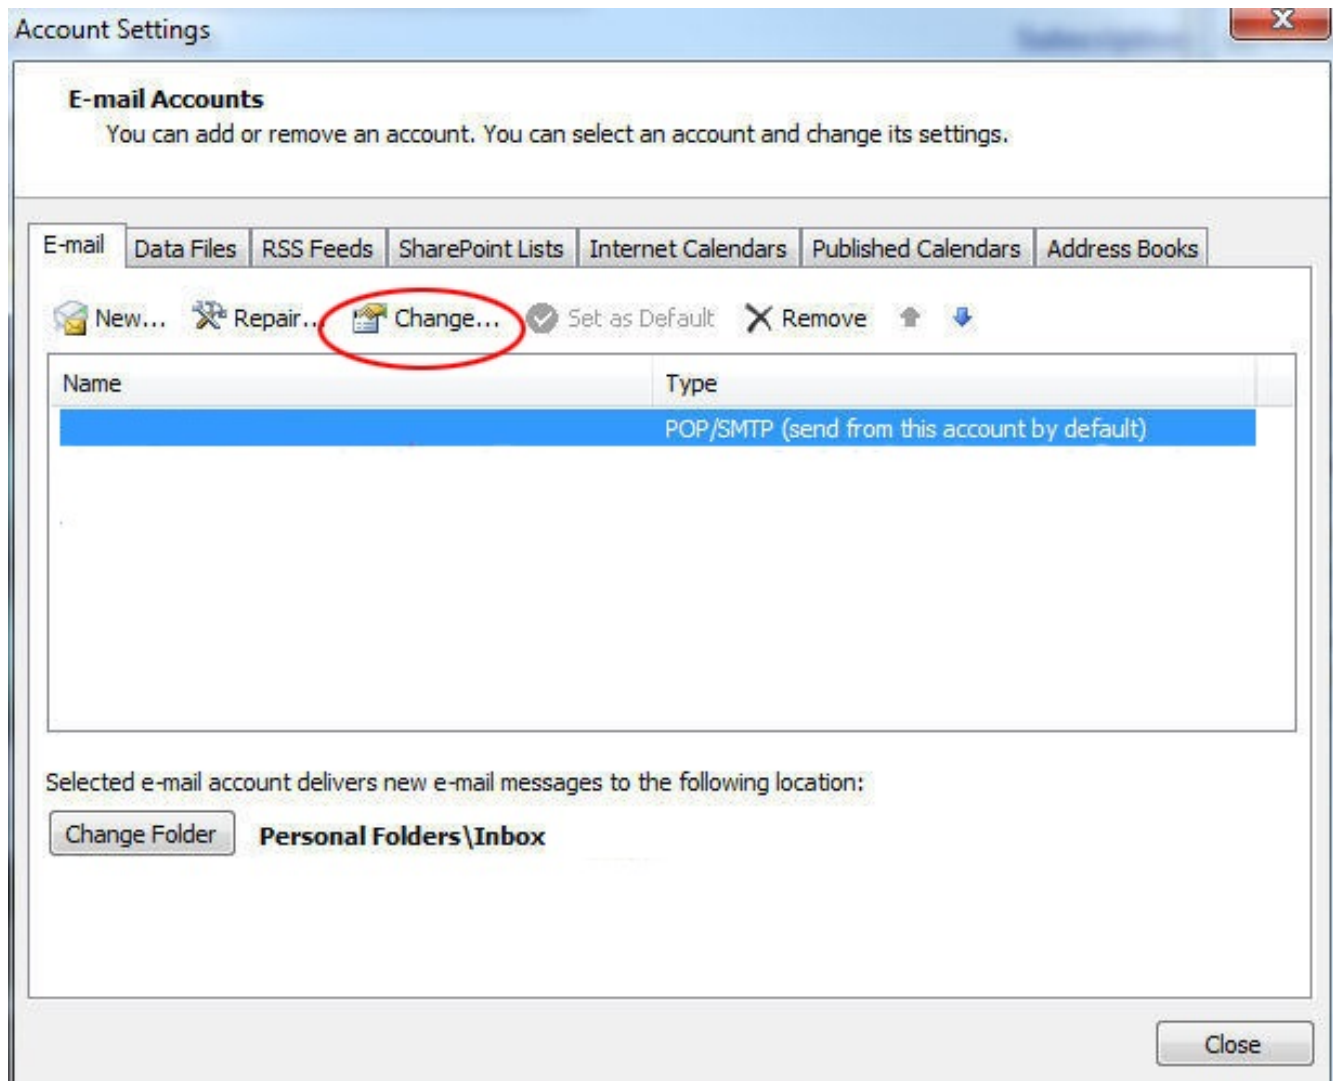 Account Settings
E-mail Accounts
You can add or remove an account. You can select an account and change its settings.
E-mail Data Files RSS Feeds SharePoint Lists Internet Calendars Published Calendars Address Books
New... Repair... Change... Set as Default Remove
Name Type
POP/SMTP (send from this account by default)
Selected e-mail account delivers new e-mail messages to the following location:
Change Folder Personal Folders\Inbox
Close